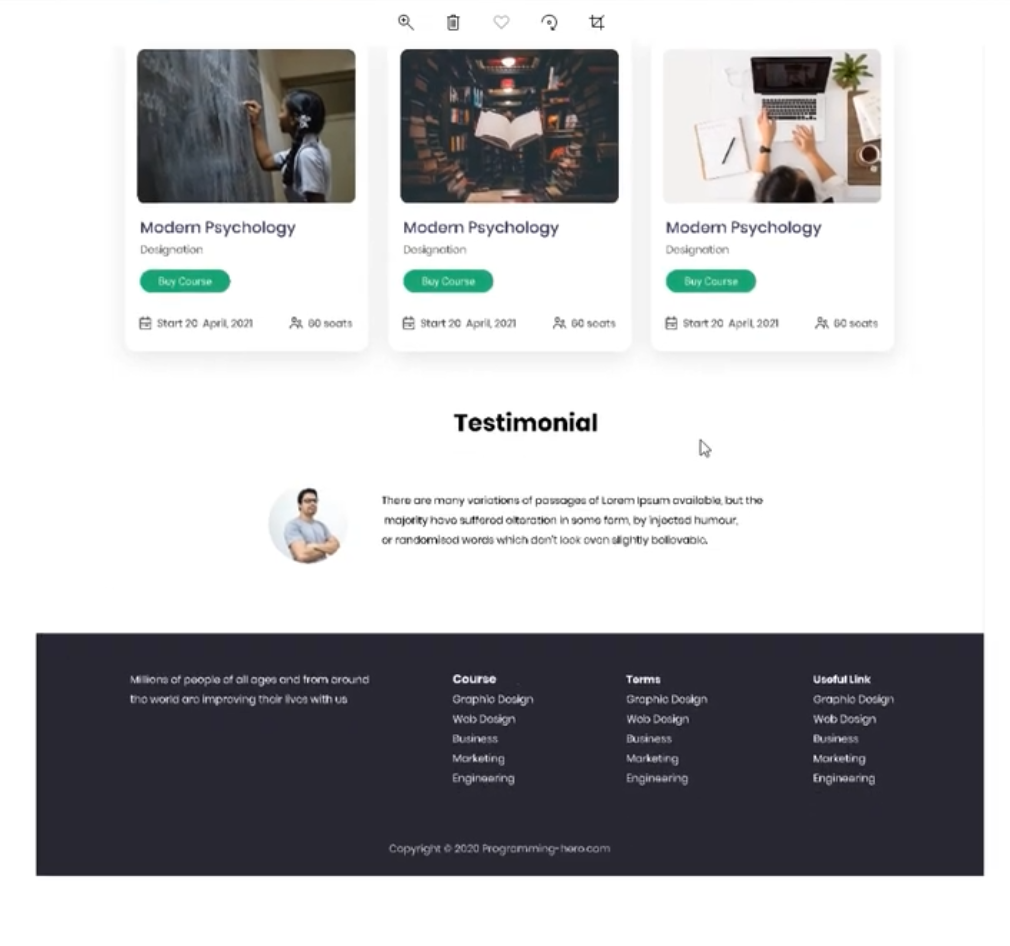 Modern Psychology
Designation
Buy Course
Start 20 April, 2021 60 seats
Modern Psychology
Designation
Buy Course
Start 20 April, 2021 60 seats
Modern Psychology
Designation
Buy Course
Start 20 April, 2021 60 seats
Testimonial
There are many variations of passages of Lorem Ipsum available, but the
majority have suffered alteration in some form, by injected humour,
or randomised words which don't look even slightly believable.
Millions of people of all ages and from around
the world are improving their lives with us
Course
Graphic Design
Web Design
Business
Marketing
Engineering
Terms
Graphic Design
Web Design
Business
Marketing
Engineering
Useful Link
Graphic Design
Web Design
Business
Marketing
Engineering
Copyright © 2020 Programming-hero.com